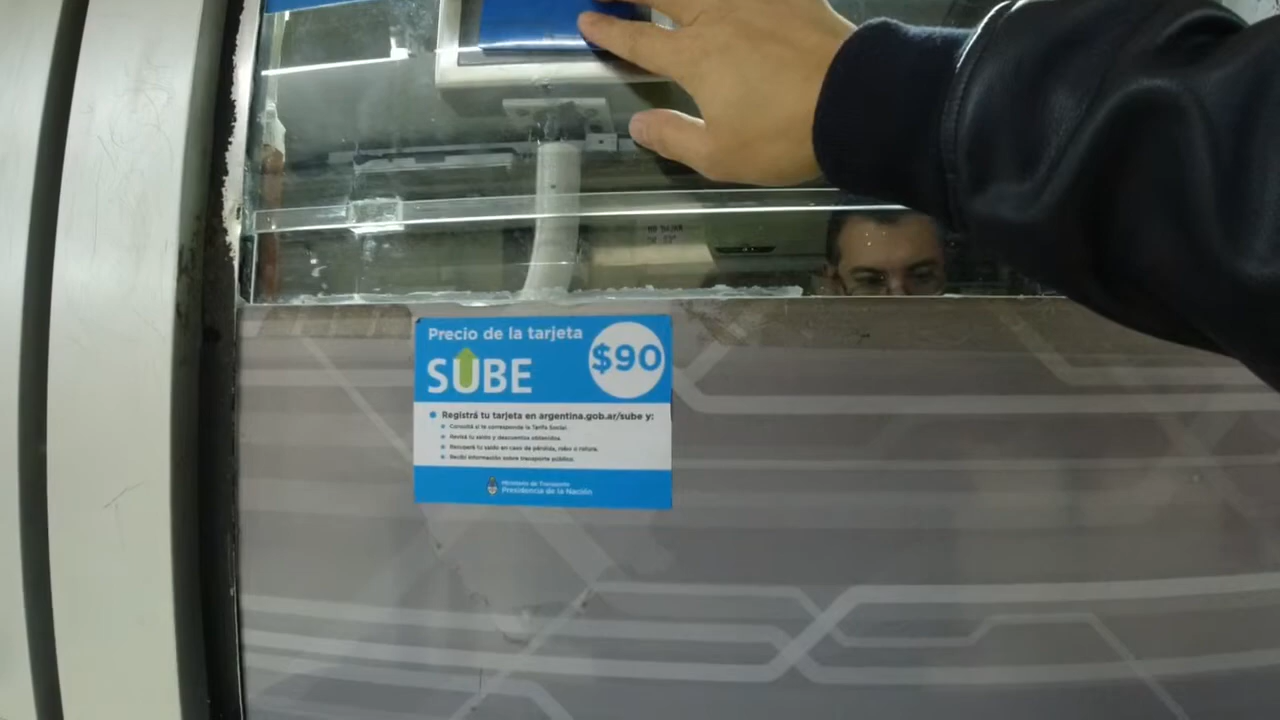 Precio de la tarjeta
SUBE
$90
Registrá tu tarjeta en argentina.gob.ar/sube y:
Consultá si te corresponde la Tarifa Social.
Revisá tu saldo y descuentos obtenidos.
Recuperá tu saldo en caso de pérdida, robo o rotura.
Recibí información sobre transporte público.
Ministerio de Transporte
Presidencia de la Nación